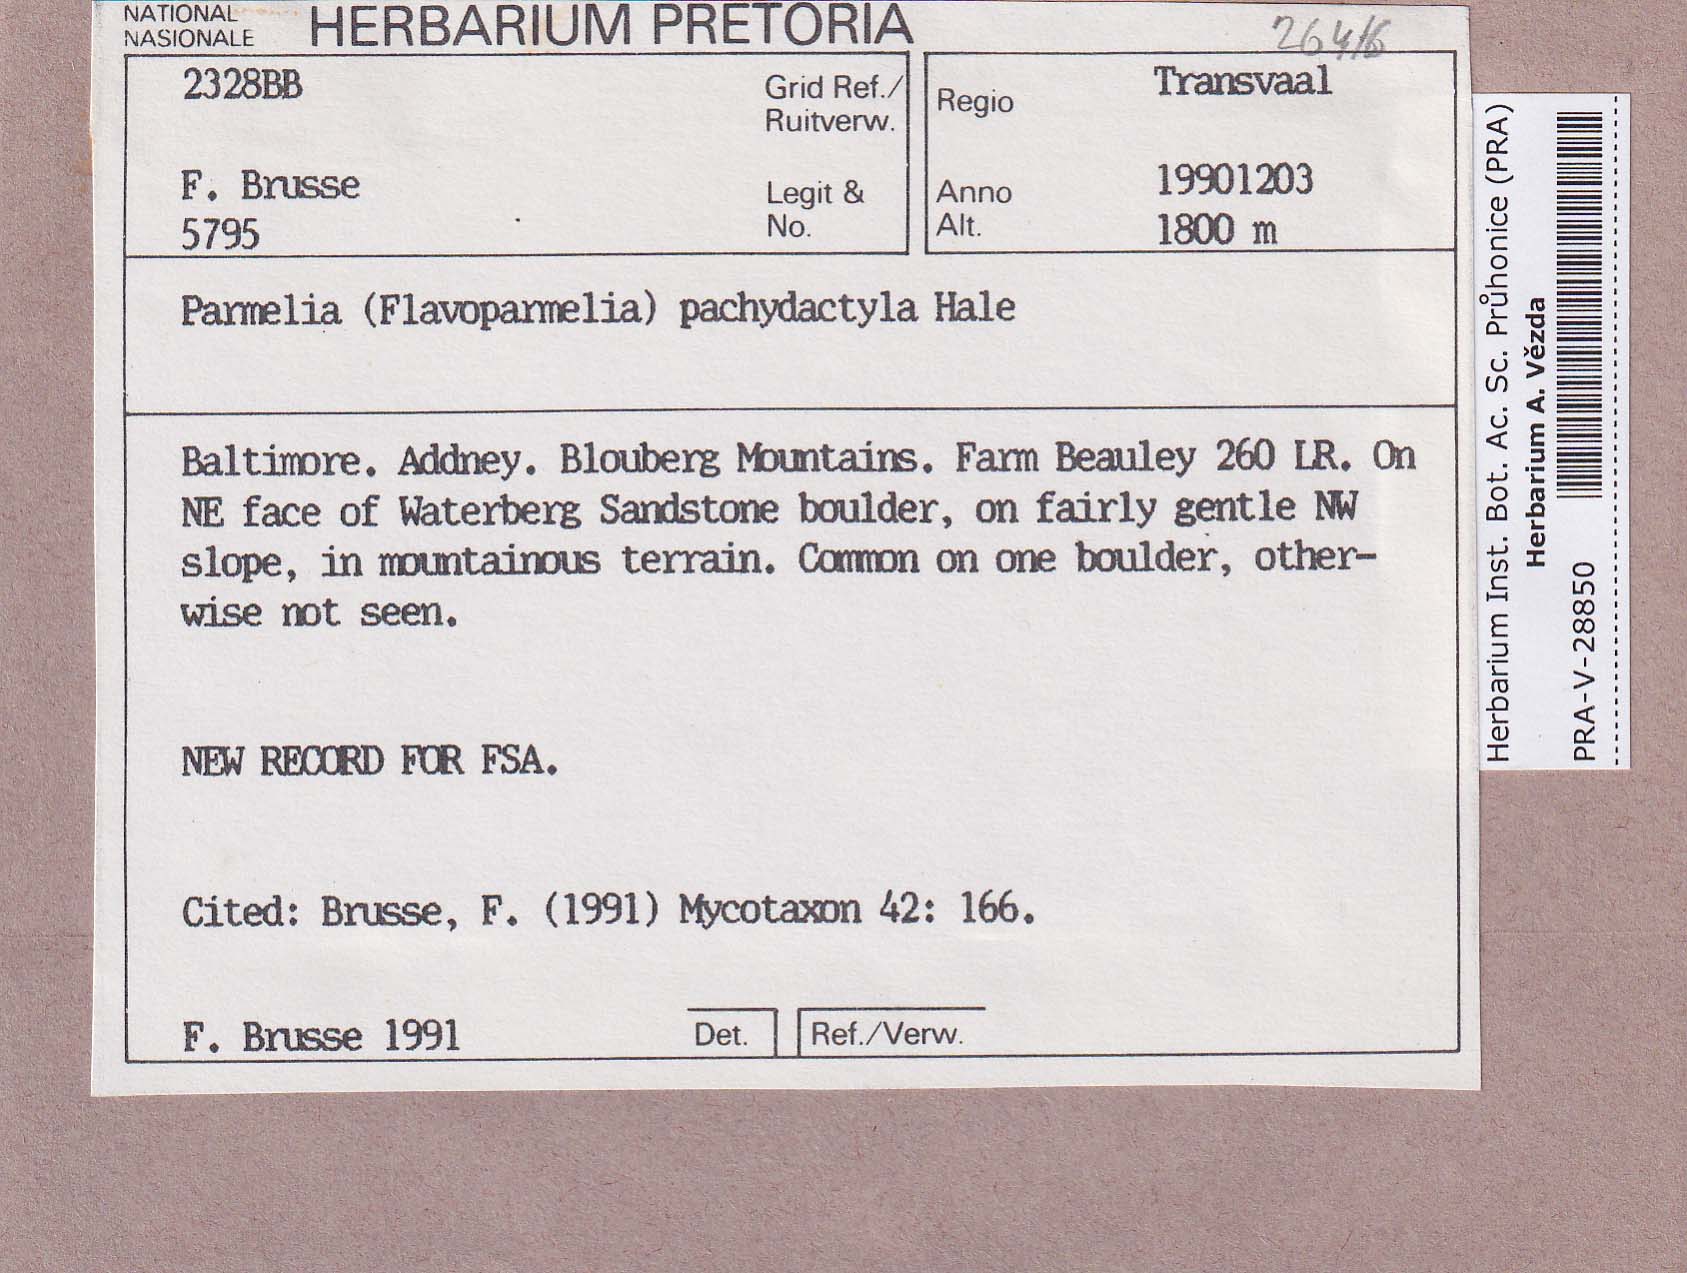 NATIONAL
NASIONALE
HERBARIUM PRETORIA
264/6
2328BB
Grid Ref./
Ruitverw.
Regio
Transvaal
F. Brusse
5795
Legit &
No.
Anno
19901203
Alt.
1800 m
Parmelia (Flavoparmelia) pachydactyla Hale
Baltimore. Addney. Blouberg Mountains. Farm Beauley 260 LR. On
NE face of Waterberg Sandstone boulder, on fairly gentle NW
slope, in mountainous terrain. Common on one boulder, other-
wise not seen.
NEW RECORD FOR FSA.
Cited: Brusse, F. (1991) Mycotaxon 42: 166.
F. Brusse 1991
Det.
Ref./Verw.
Herbarium Inst. Bot. Ac. Sc. Průhonice (PRA)
Herbarium A. Vězda
PRA-V-28850